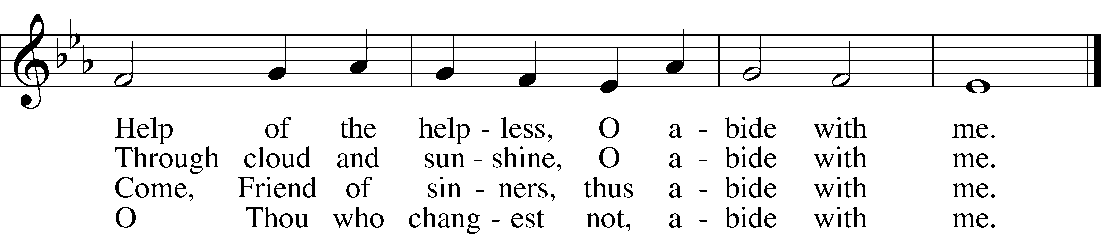 Help of the help - less, O a - bide with me.
Through cloud and sun - shine, O a - bide with me.
Come, Friend of sin - ners, thus a - bide with me.
O Thou who chang - est not, a - bide with me.